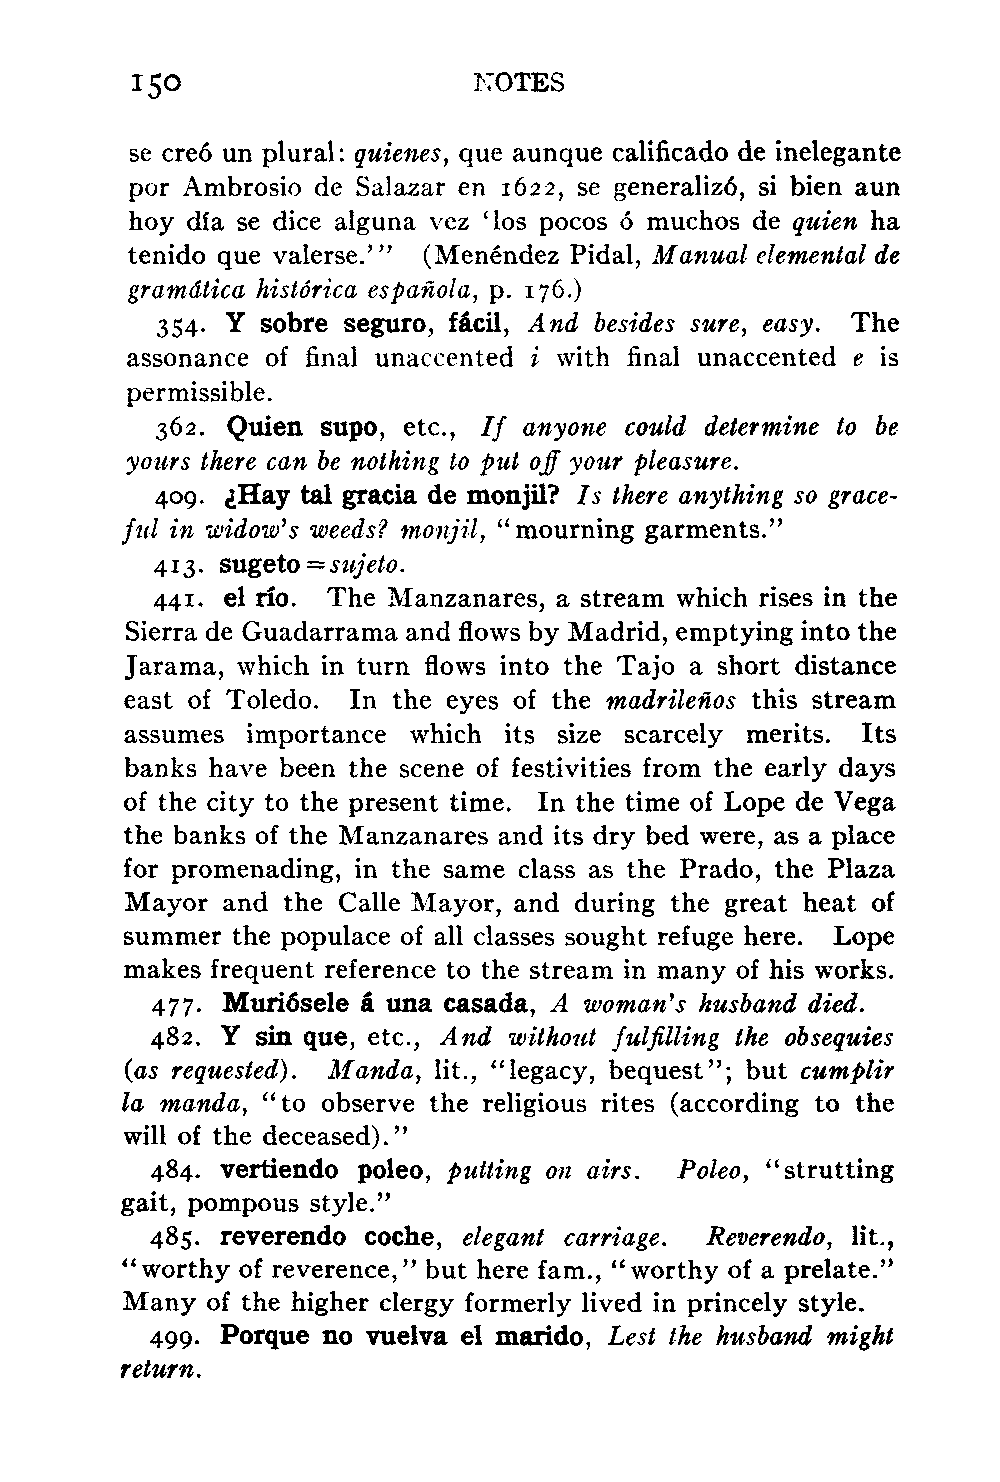 150 NOTES
se creó un plural: quienes, que aunque calificado de inelegante
por Ambrosio de Salazar en 1622, se generalizó, si bien aun
hoy día se dice alguna vez ‘los pocos ó muchos de quien ha
tenido que valerse.’” (Menéndez Pidal, Manual elemental de
gramática histórica española, p. 176.)
354. Y sobre seguro, fácil, And besides sure, easy. The
assonance of final unaccented i with final unaccented e is
permissible.
362. Quien supo, etc., If anyone could determine to be
yours there can be nothing to put off your pleasure.
409. ¿Hay tal gracia de monjil? Is there anything so grace-
ful in widow's weeds? monjil, “mourning garments.”
413. sugeto = sujeto.
441. el río. The Manzanares, a stream which rises in the
Sierra de Guadarrama and flows by Madrid, emptying into the
Jarama, which in turn flows into the Tajo a short distance
east of Toledo. In the eyes of the madrileños this stream
assumes importance which its size scarcely merits. Its
banks have been the scene of festivities from the early days
of the city to the present time. In the time of Lope de Vega
the banks of the Manzanares and its dry bed were, as a place
for promenading, in the same class as the Prado, the Plaza
Mayor and the Calle Mayor, and during the great heat of
summer the populace of all classes sought refuge here. Lope
makes frequent reference to the stream in many of his works.
477. Muriósele á una casada, A woman's husband died.
482. Y sin que, etc., And without fulfilling the obsequies
(as requested). Manda, lit., “legacy, bequest”; but cumplir
la manda, “to observe the religious rites (according to the
will of the deceased).”
484. vertiendo poleo, putting on airs. Poleo, “strutting
gait, pompous style.”
485. reverendo coche, elegant carriage. Reverendo, lit.,
“worthy of reverence,” but here fam., “worthy of a prelate.”
Many of the higher clergy formerly lived in princely style.
499. Porque no vuelva el marido, Lest the husband might
return.